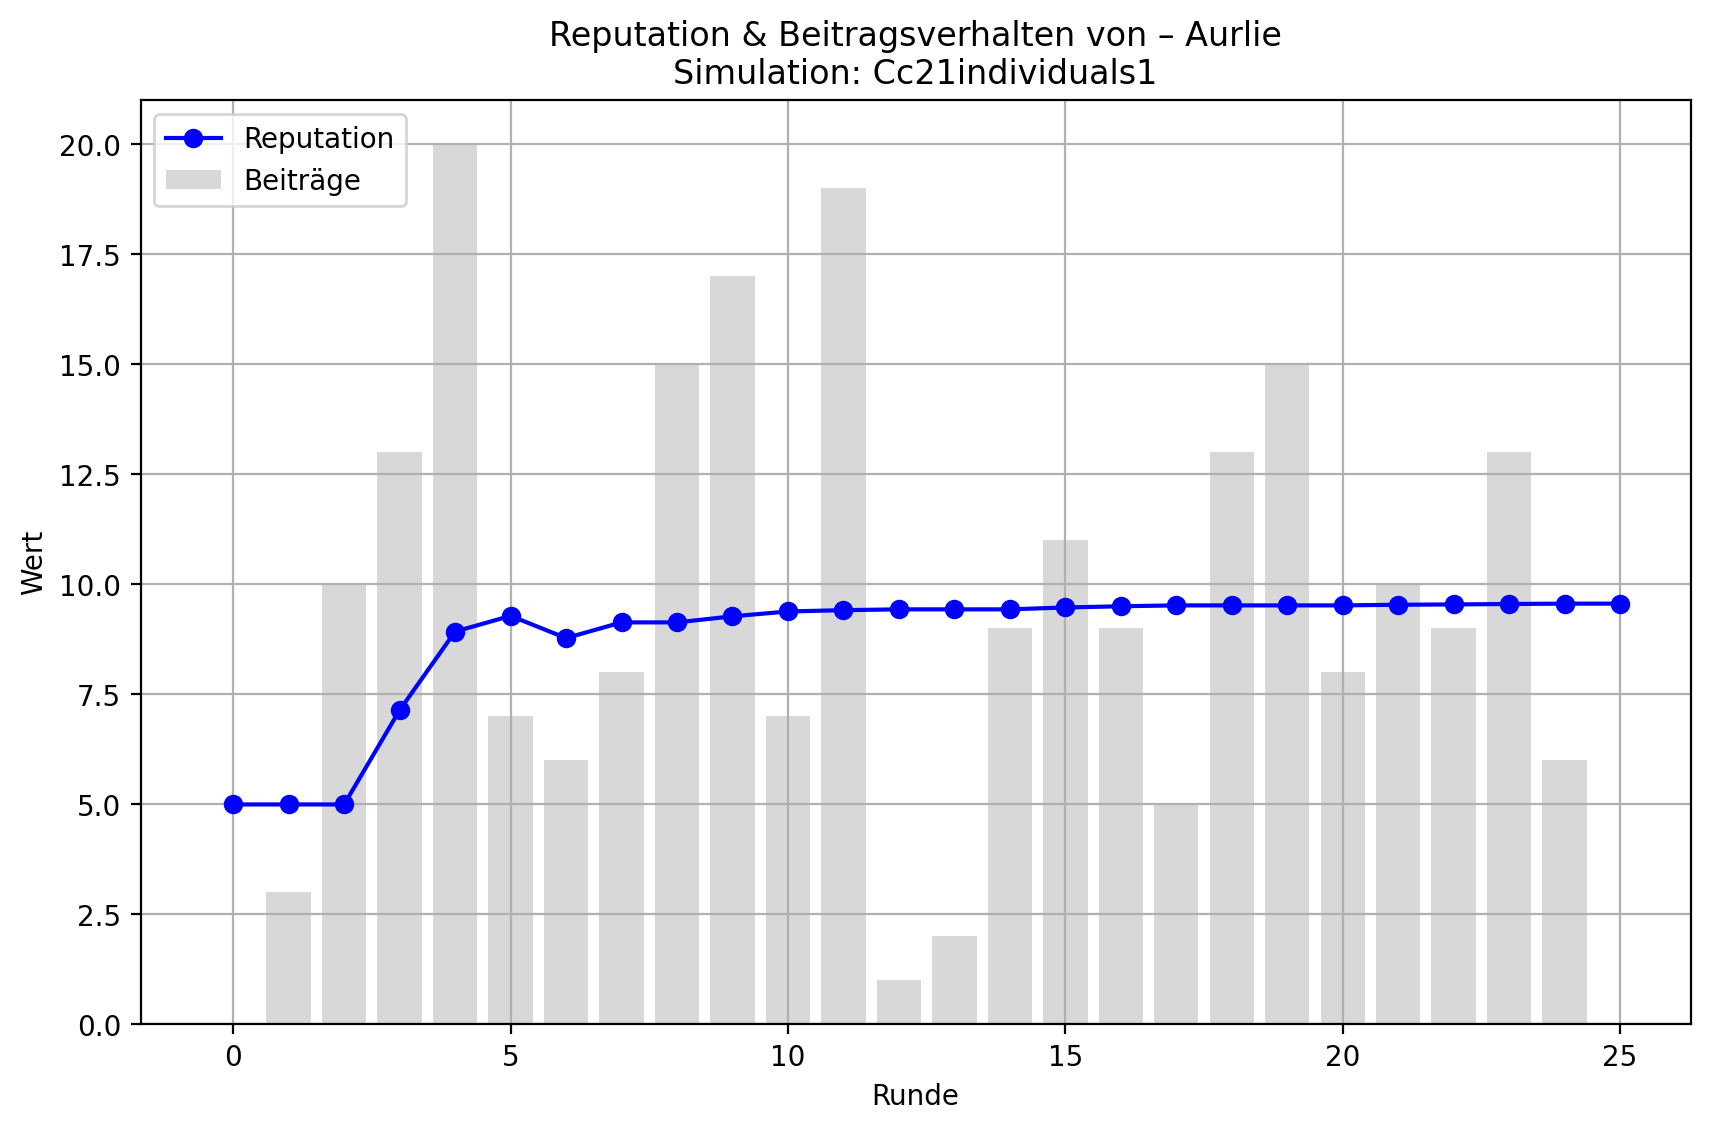 Reputation & Beitragsverhalten von – Aurlie
Simulation: Cc21individuals1
Reputation
Beiträge
20.0
17.5
15.0
12.5
10.0
7.5
5.0
2.5
0.0
Wert
0 5 10 15 20 25
Runde